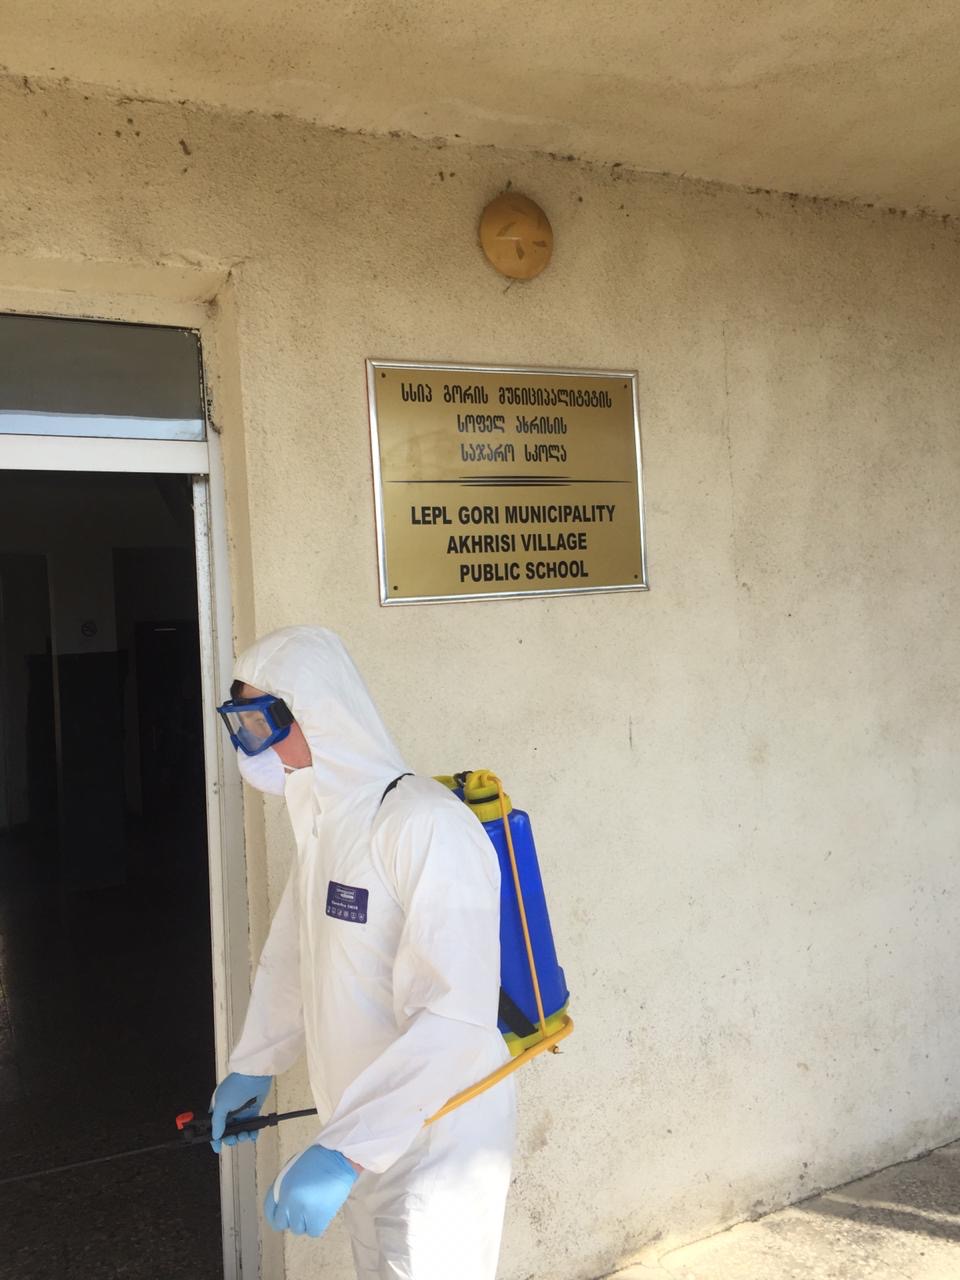 სსიპ გორის მუნიციპალიტეტის
სოფელ ახრისის
საჯარო სკოლა
LEPL GORI MUNICIPALITY
AKHRISI VILLAGE
PUBLIC SCHOOL